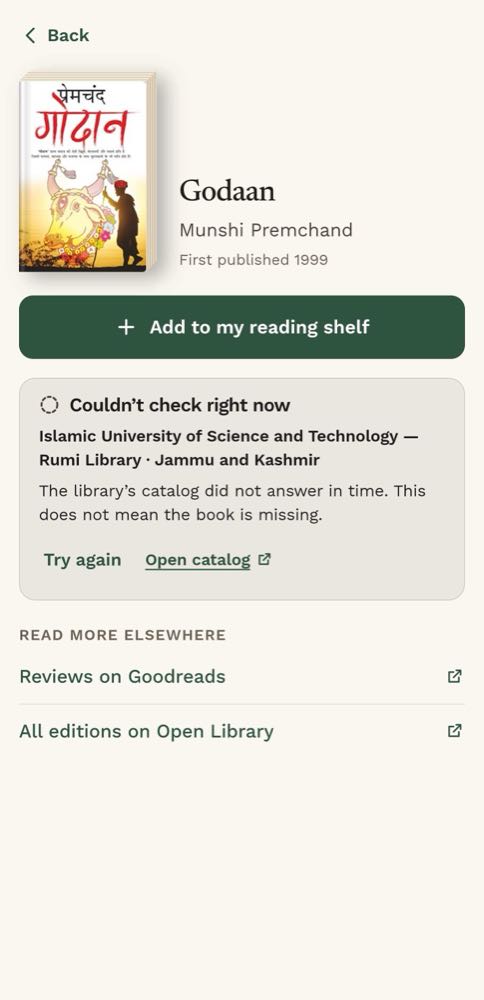 Back
प्रेमचंद
गोदान
Godaan
Munshi Premchand
First published 1999
Add to my reading shelf
Couldn’t check right now
Islamic University of Science and Technology —
Rumi Library · Jammu and Kashmir
The library’s catalog did not answer in time. This
does not mean the book is missing.
Try again Open catalog
READ MORE ELSEWHERE
Reviews on Goodreads
All editions on Open Library